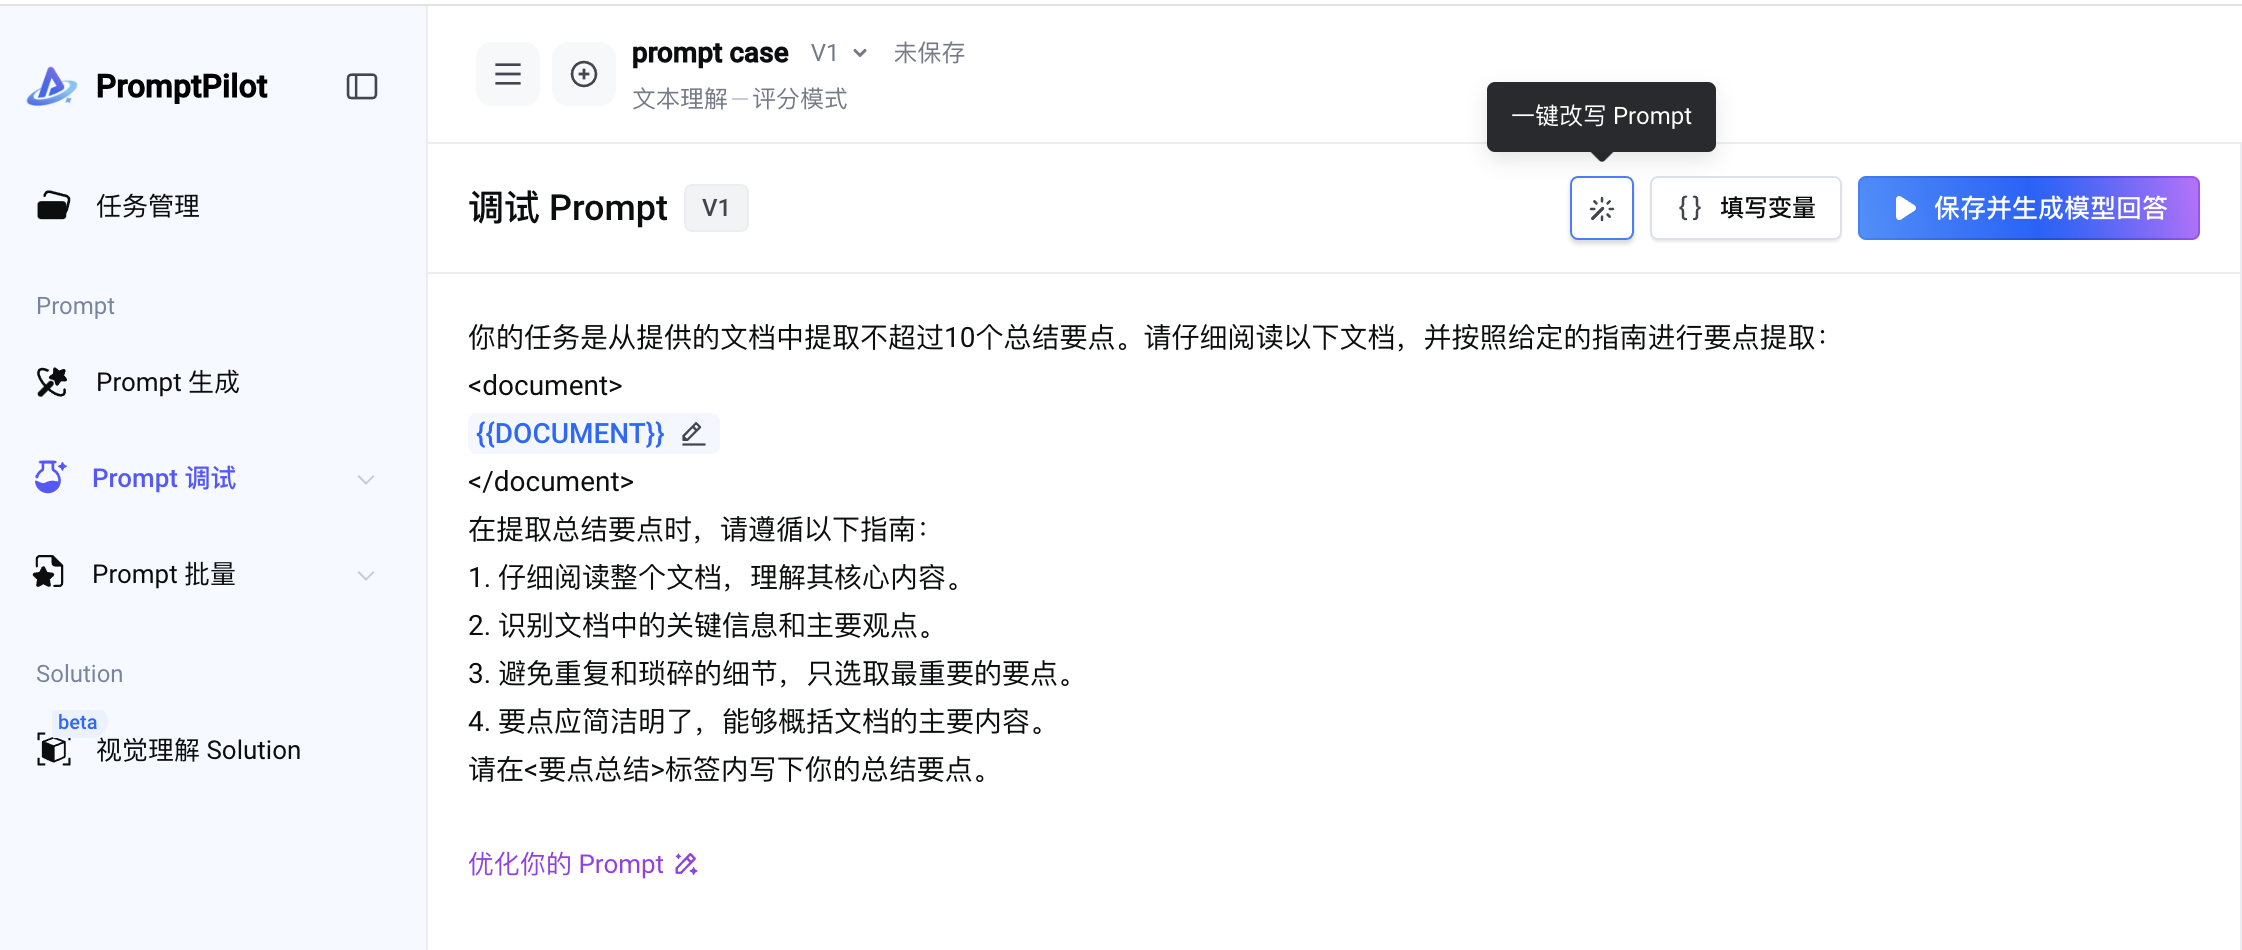 PromptPilot
任务管理
Prompt
Prompt 生成
Prompt 调试
Prompt 批量
Solution
beta
视觉理解 Solution
prompt case V1 未保存
文本理解—评分模式
一键改写 Prompt
调试 Prompt V1
{} 填写变量
保存并生成模型回答
你的任务是从提供的文档中提取不超过10个总结要点。请仔细阅读以下文档，并按照给定的指南进行要点提取：
<document>
{{DOCUMENT}}
</document>
在提取总结要点时，请遵循以下指南：
1. 仔细阅读整个文档，理解其核心内容。
2. 识别文档中的关键信息和主要观点。
3. 避免重复和琐碎的细节，只选取最重要的要点。
4. 要点应简洁明了，能够概括文档的主要内容。
请在<要点总结>标签内写下你的总结要点。
优化你的 Prompt